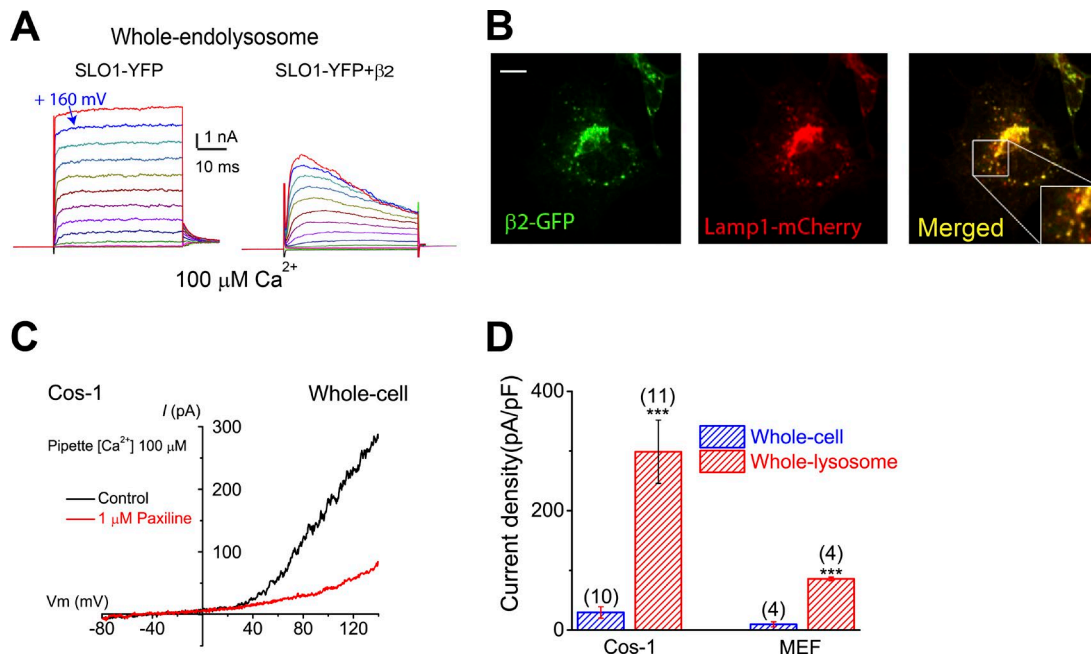 A
Whole-endolysosome
SLO1-YFP
SLO1-YFP+β2
+ 160 mV
1 nA
10 ms
100 μM Ca²⁺
B
β2-GFP
Lamp1-mCherry
Merged
C
Cos-1
Whole-cell
I (pA)
Pipette [Ca²⁺] 100 μM
300
200
100
Control
1 μM Paxiline
Vm (mV)
-80
-40
40
80
120
D
Current density(pA/pF)
400
200
0
(10)
(11)
***
(4)
(4)
***
Whole-cell
Whole-lysosome
Cos-1
MEF